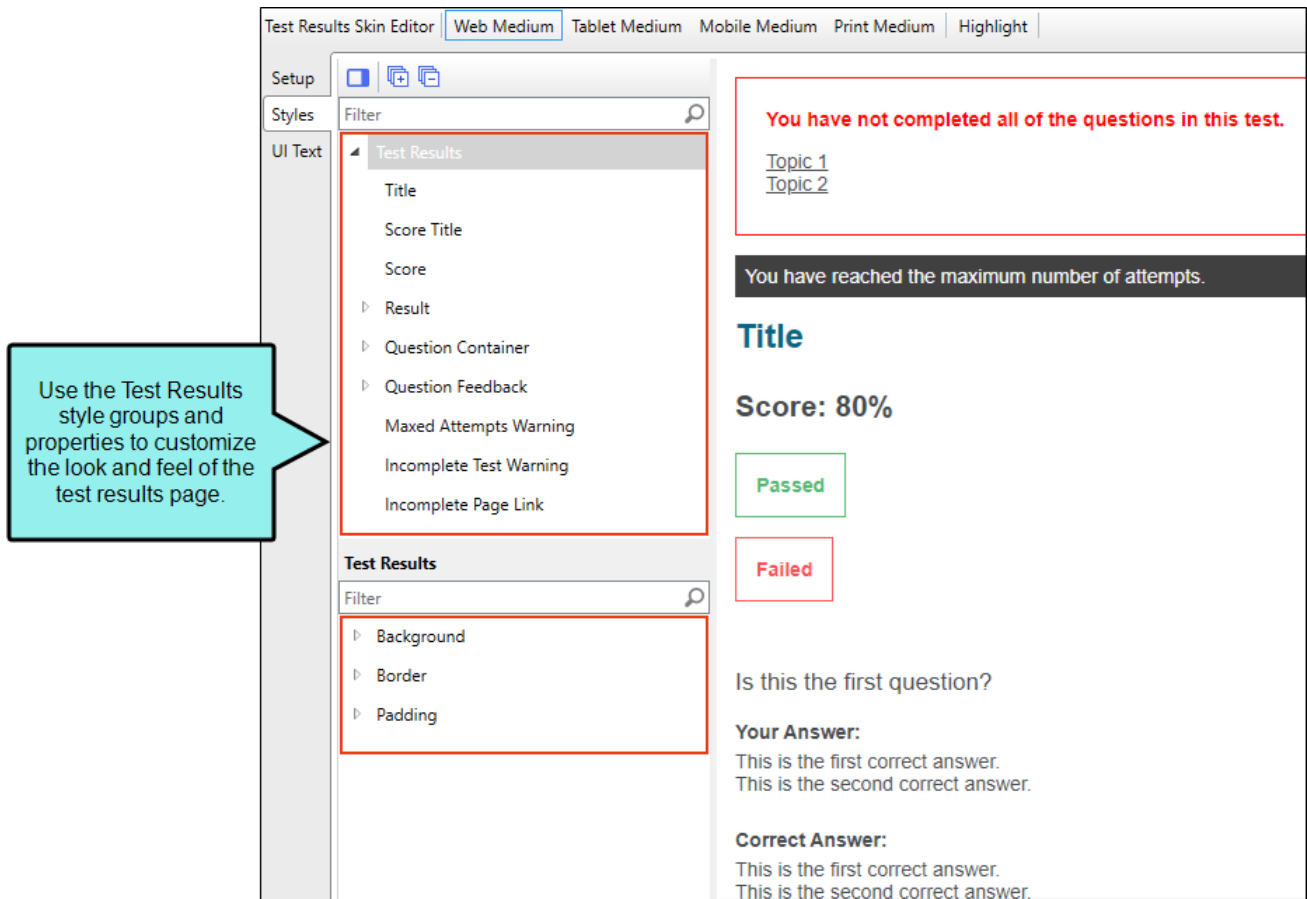 Test Results Skin Editor Web Medium Tablet Medium Mobile Medium Print Medium Highlight
Setup
Styles
UI Text
Filter
Test Results
Title
Score Title
Score
Result
Question Container
Question Feedback
Maxed Attempts Warning
Incomplete Test Warning
Incomplete Page Link
Test Results
Filter
Background
Border
Padding
Use the Test Results
style groups and
properties to customize
the look and feel of the
test results page.
You have not completed all of the questions in this test.
Topic 1
Topic 2
You have reached the maximum number of attempts.
Title
Score: 80%
Passed
Failed
Is this the first question?
Your Answer:
This is the first correct answer.
This is the second correct answer.
Correct Answer:
This is the first correct answer.
This is the second correct answer.